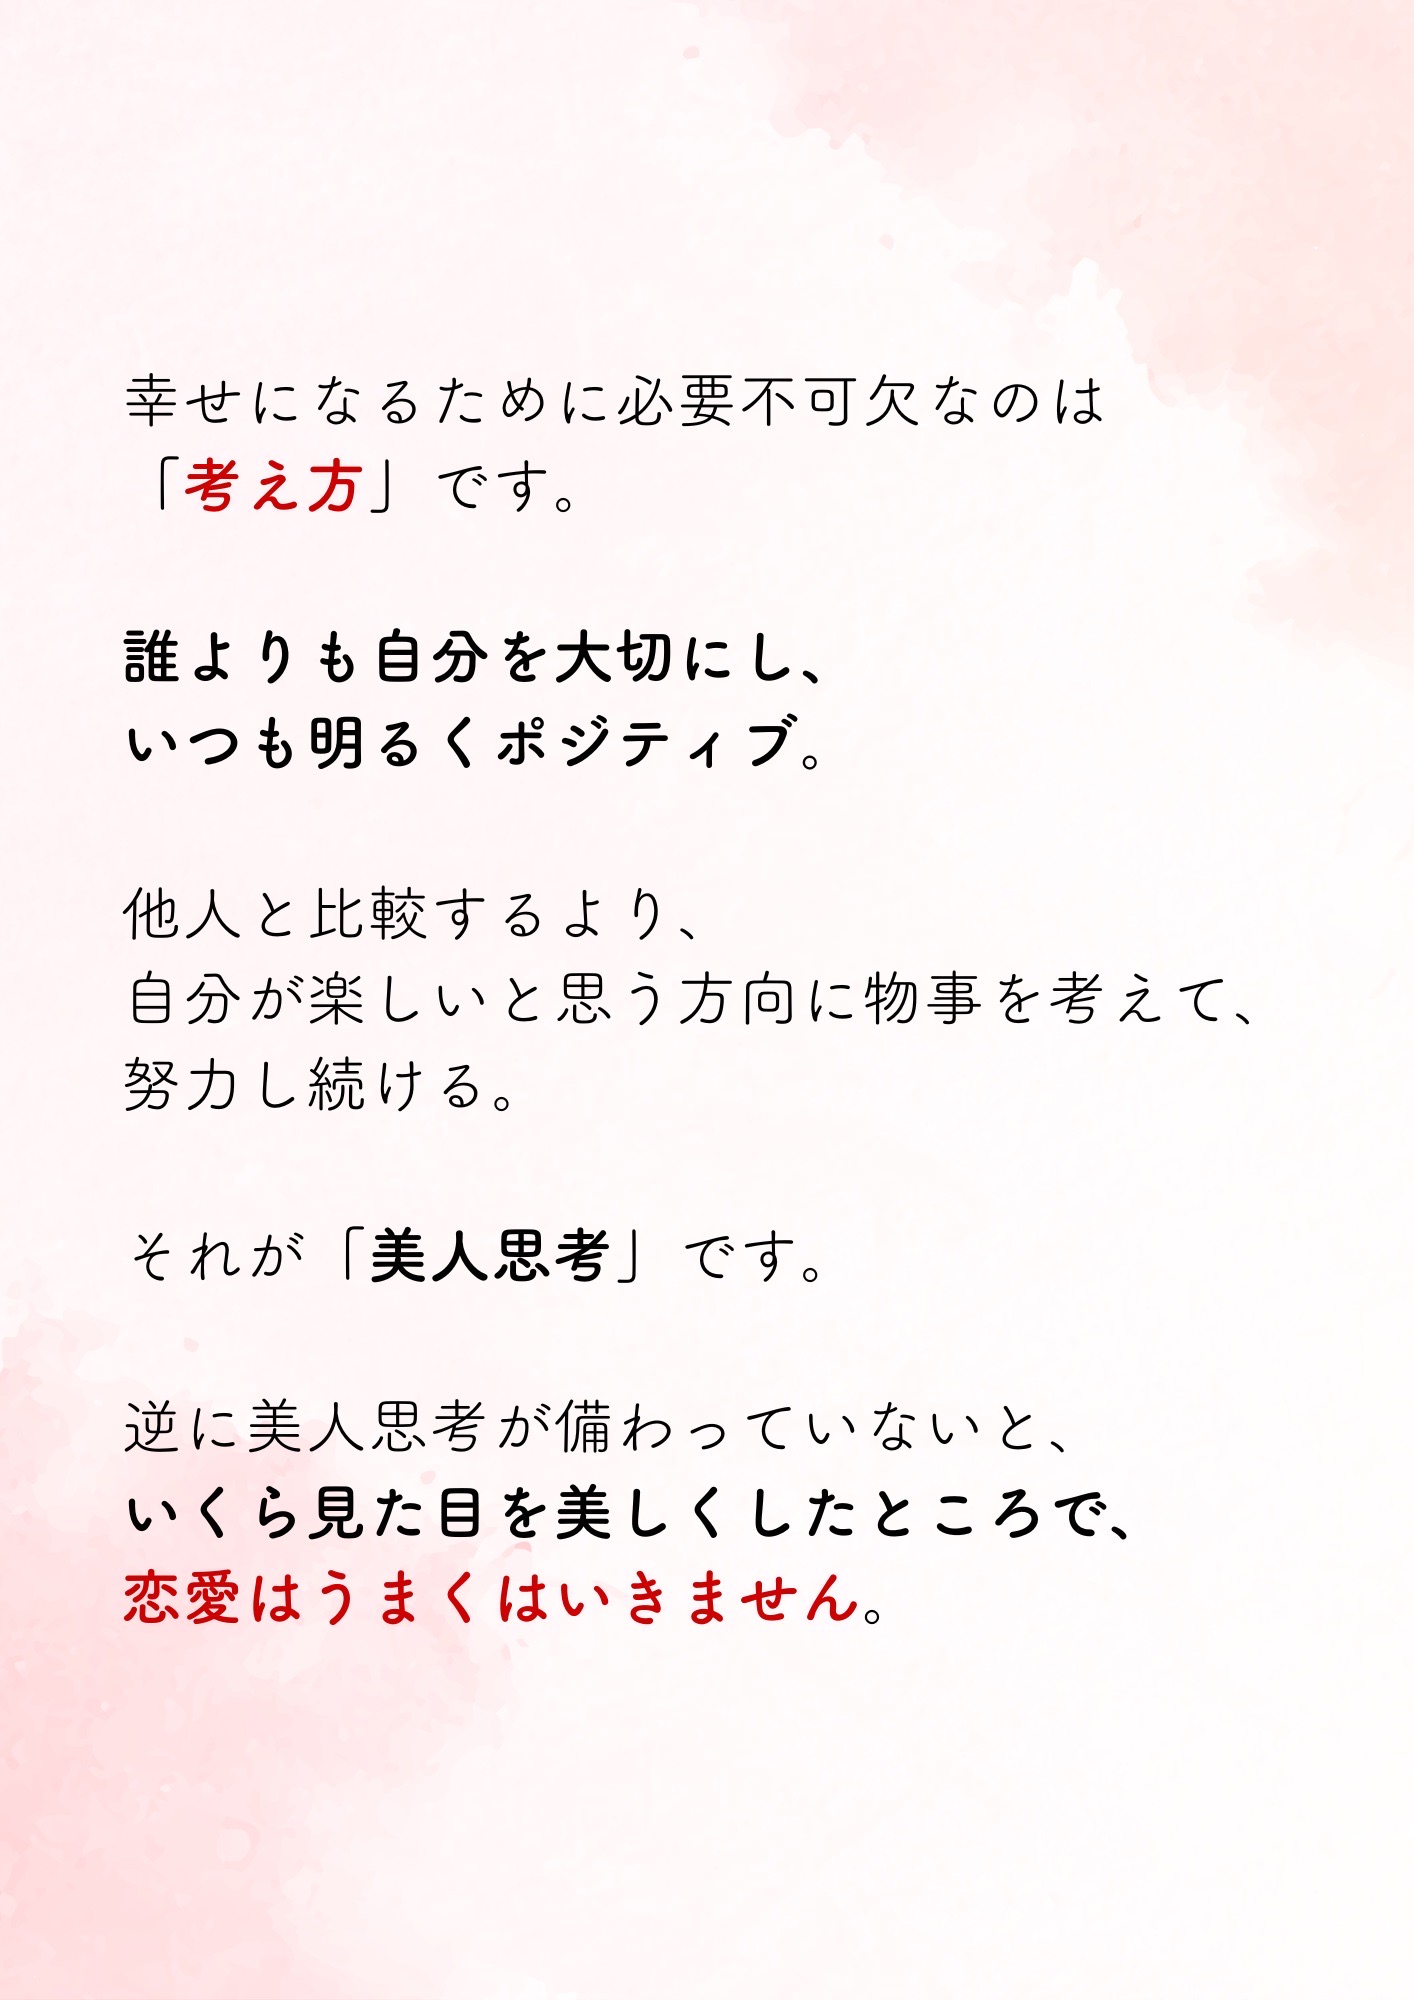 幸せになるために必要不可欠なのは
「考え方」です。
誰よりも自分を大切にし、
いつも明るくポジティブ。
他人と比較するより、
自分が楽しいと思う方向に物事を考えて、
努力し続ける。
それが「美人思考」です。
逆に美人思考が備わっていないと、
いくら見た目を美しくしたところで、
恋愛はうまくはいきません。